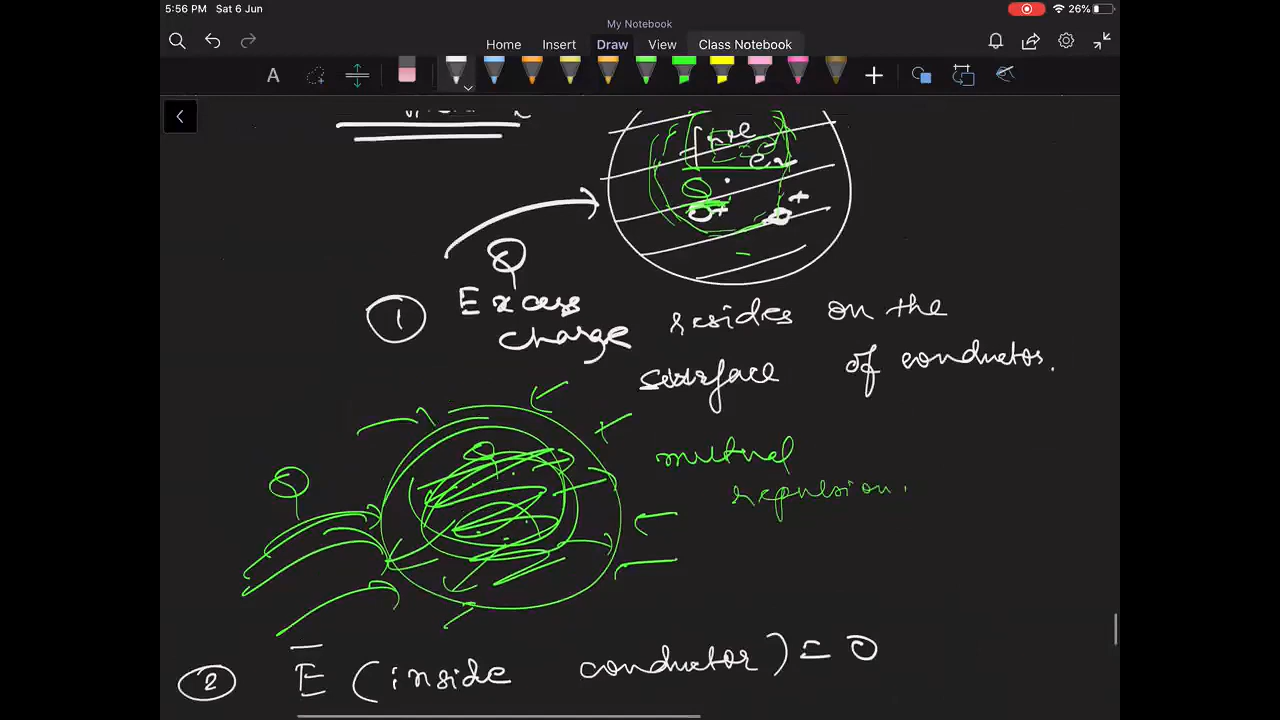 5:56 PM Sat 6 Jun
26%
My Notebook
Home Insert Draw View Class Notebook
A
free
Q
① Excess
charge resides on the
surface of conductor.
Q
mutual
repulsion.
② E (inside conductor) = 0